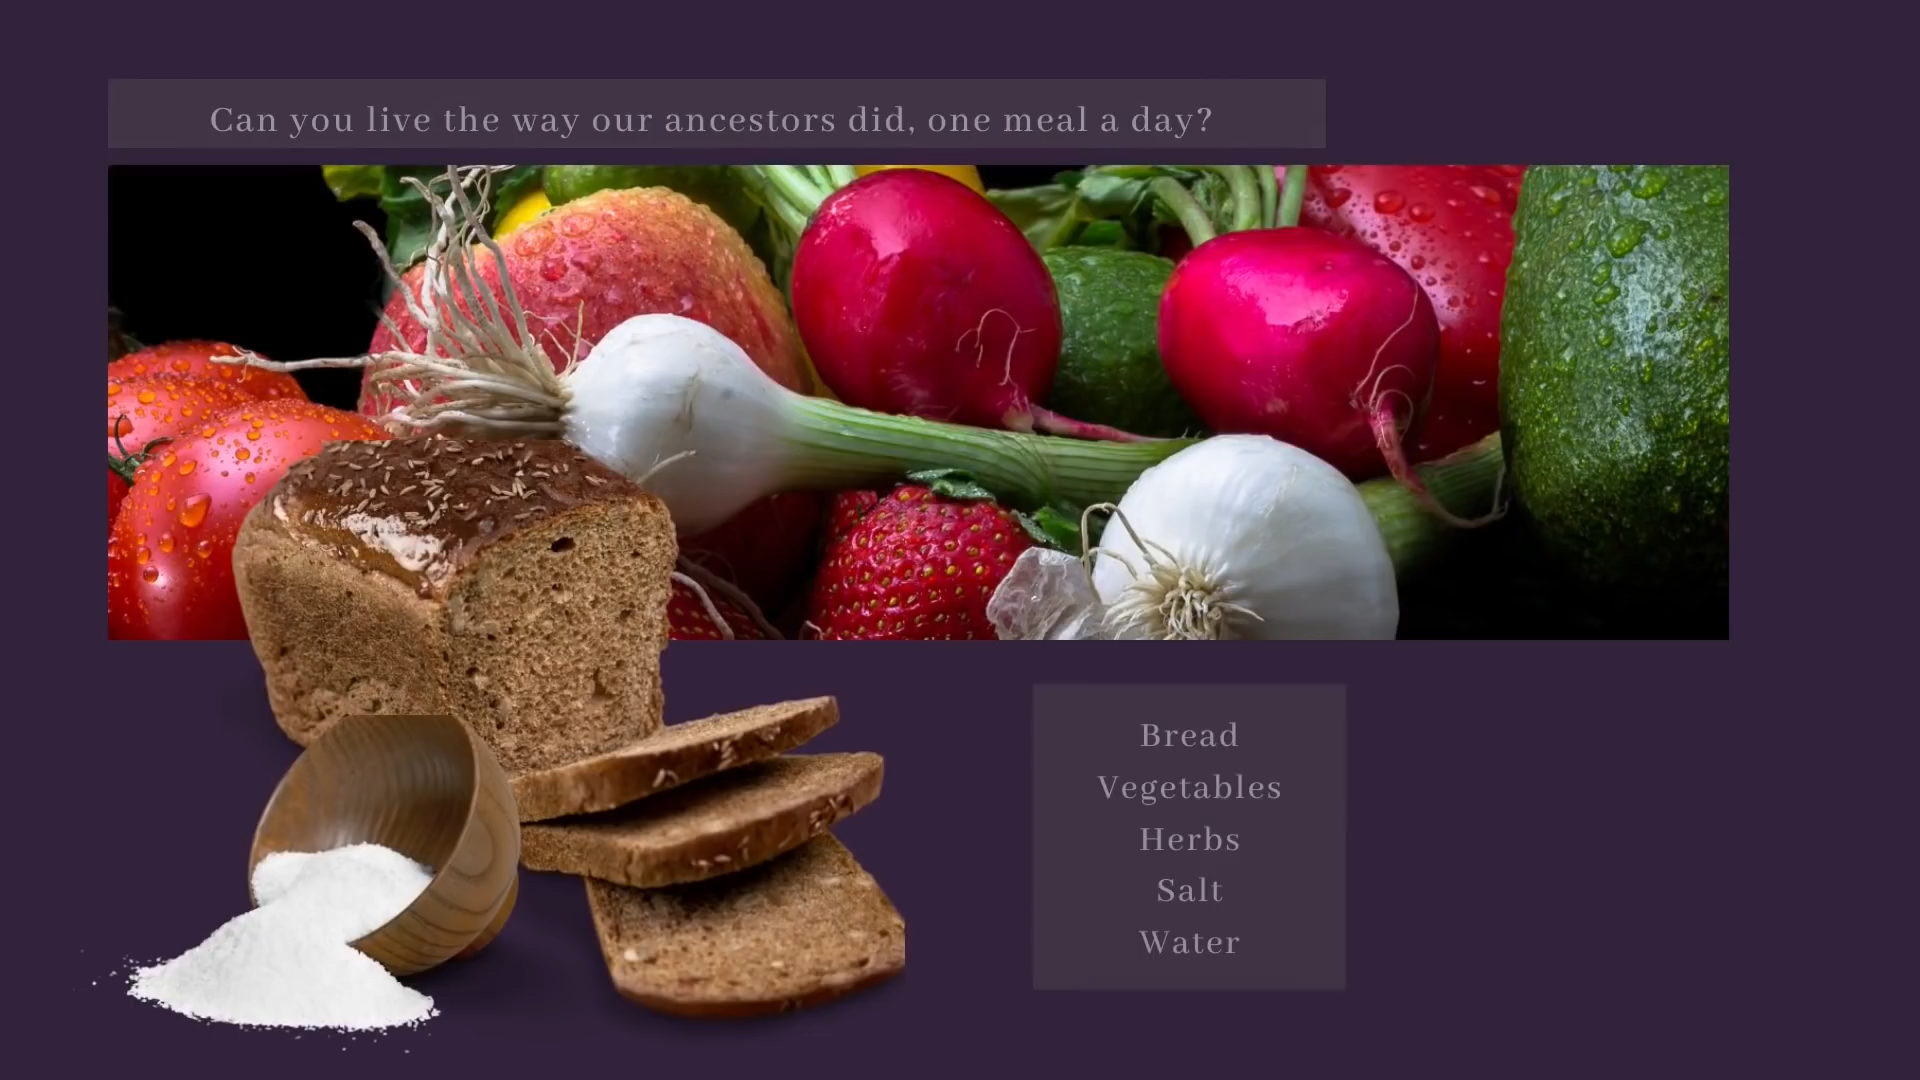 Can you live the way our ancestors did, one meal a day?
Bread
Vegetables
Herbs
Salt
Water